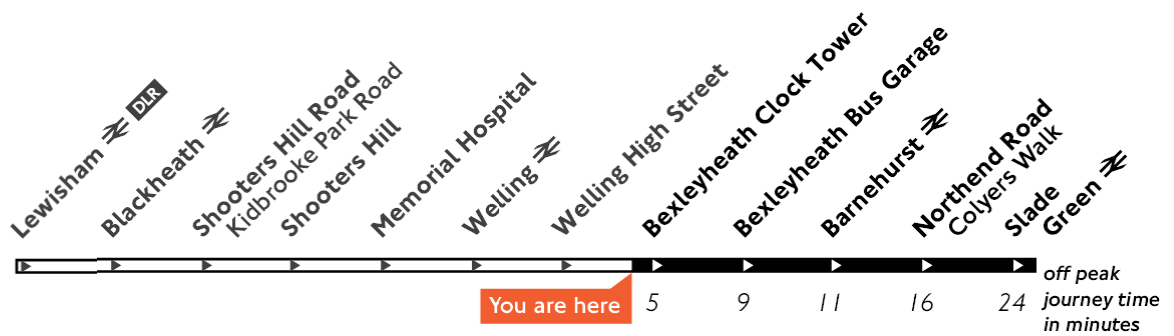 Lewisham
DLR
Blackheath
Shooters Hill Road
Kidbrooke Park Road
Shooters Hill
Memorial Hospital
Welling
Welling High Street
Bexleyheath Clock Tower
Bexleyheath Bus Garage
Barnehurst
Northend Road
Colyers Walk
Slade
Green
You are here
5
9
11
16
24
off peak
journey time
in minutes